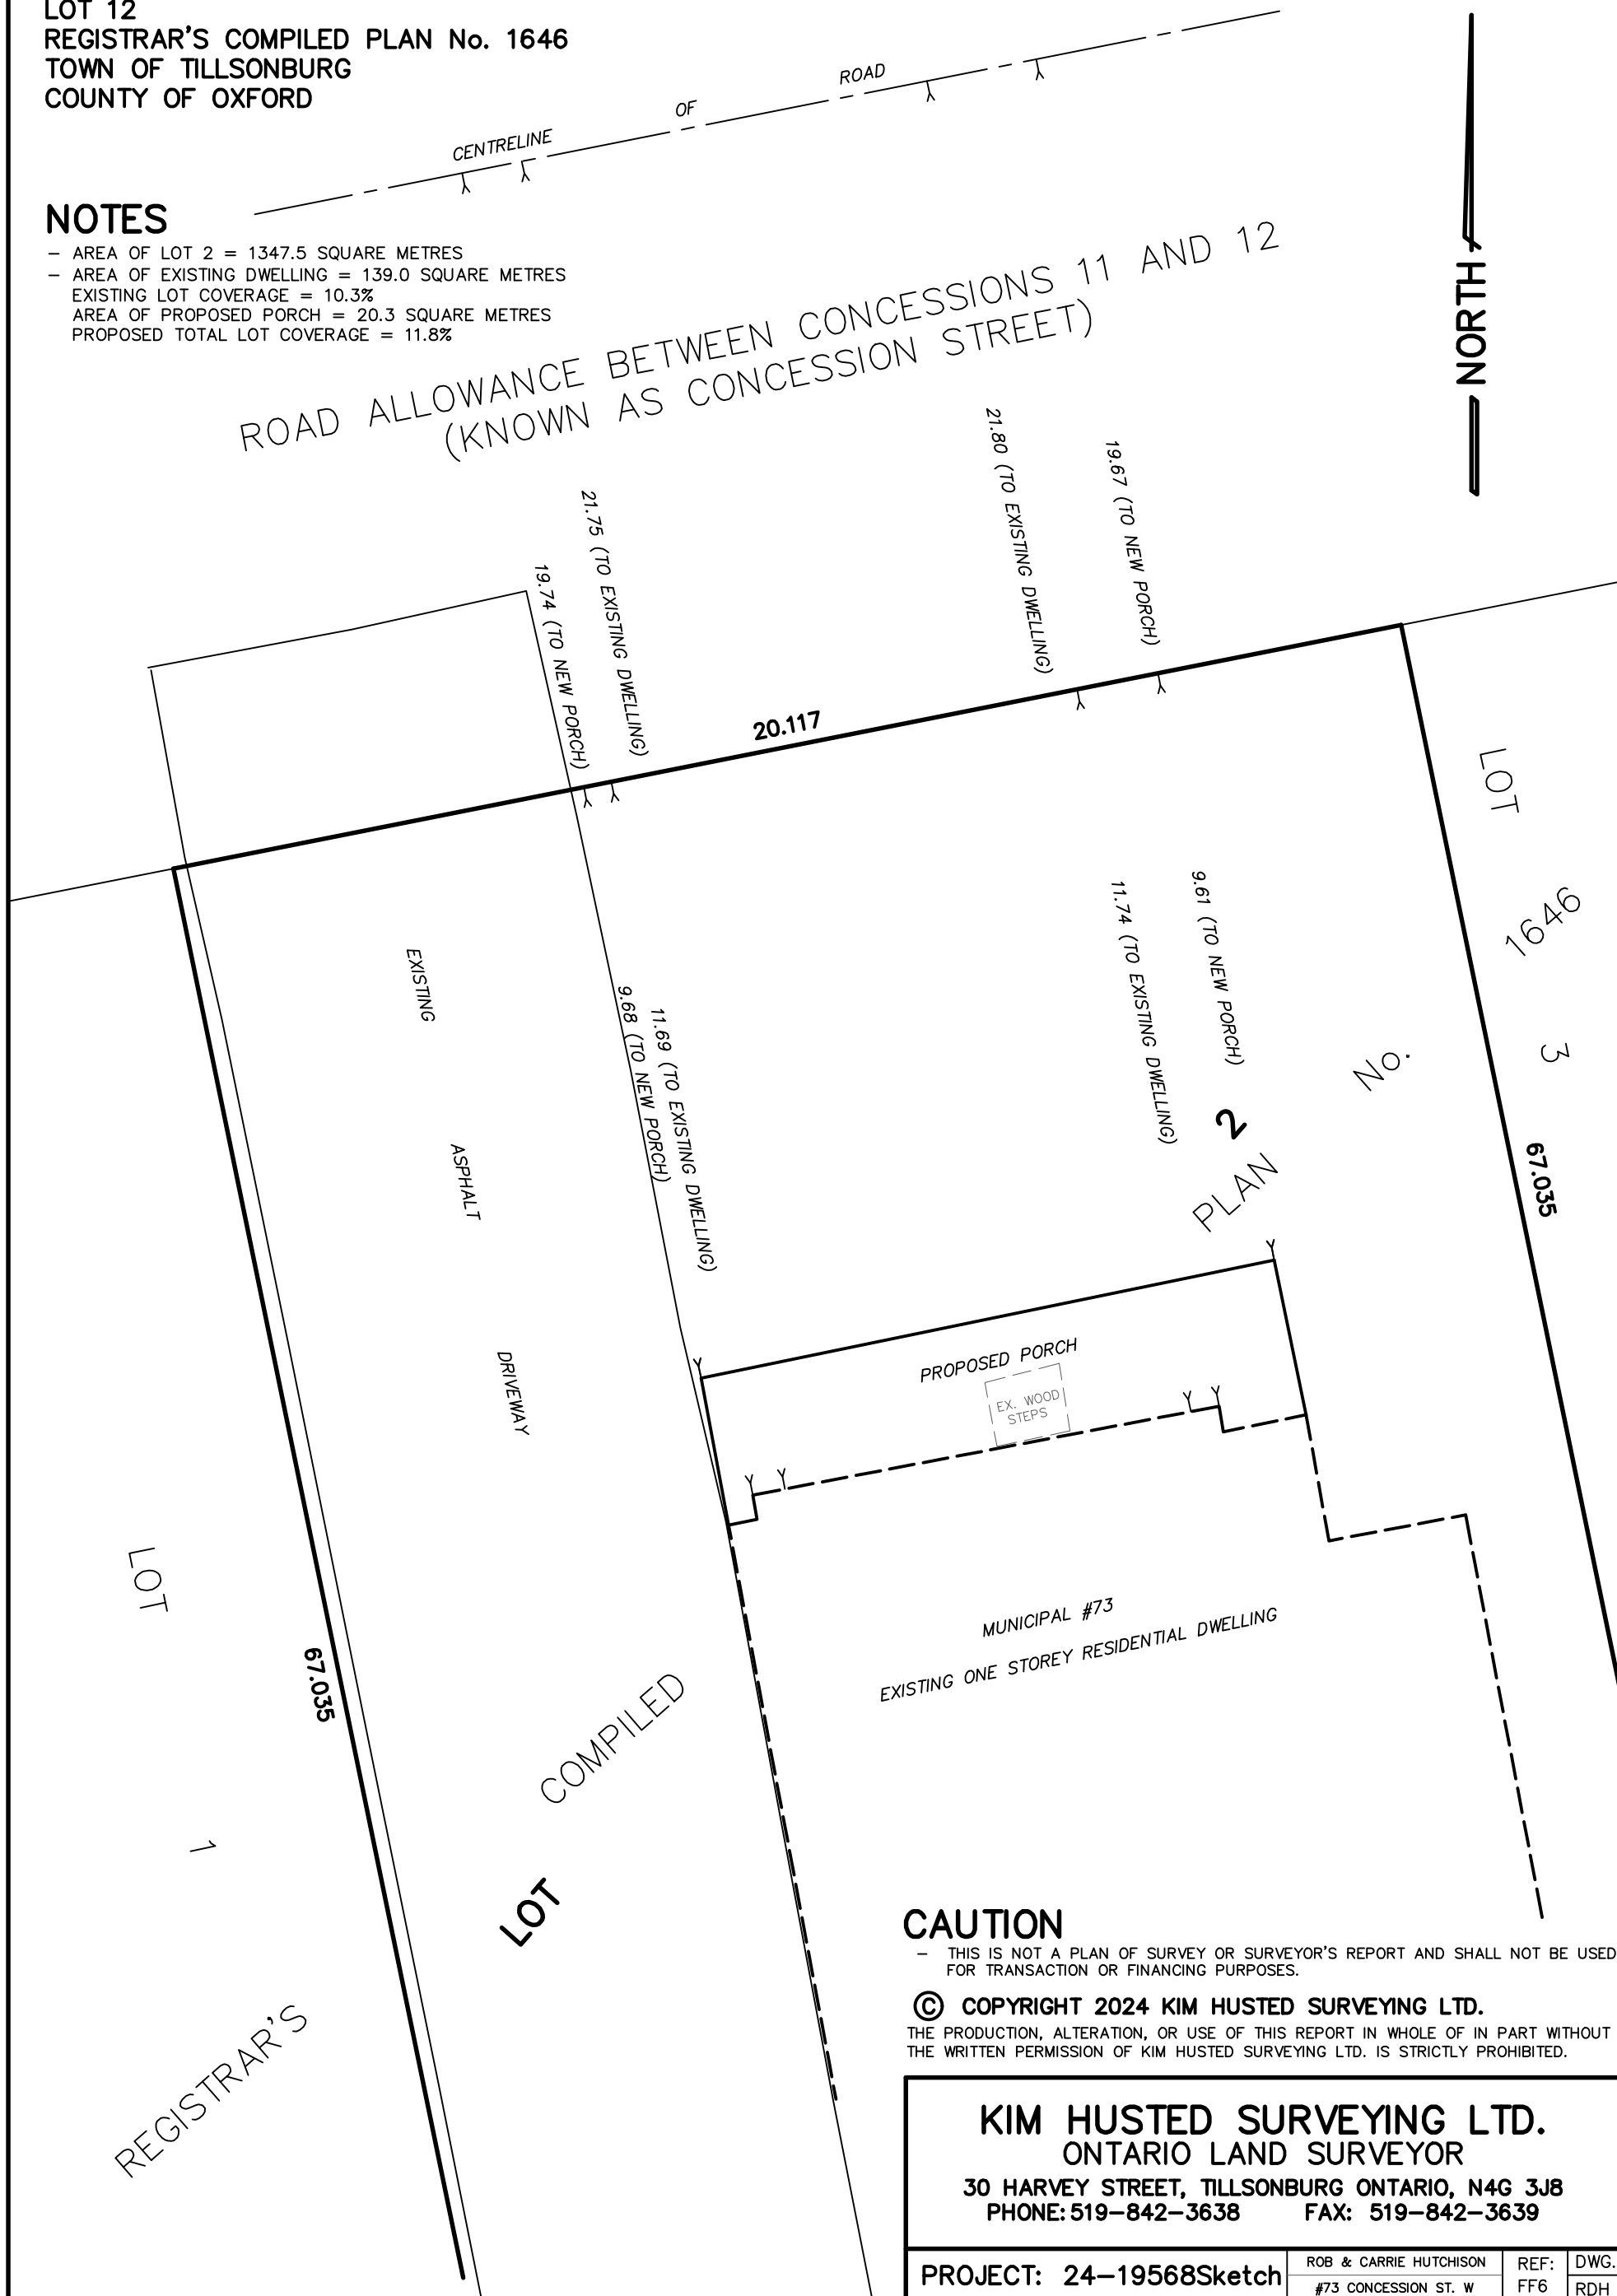 LOT 12
REGISTRAR'S COMPILED PLAN No. 1646
TOWN OF TILLSONBURG
COUNTY OF OXFORD
CENTRELINE OF ROAD
NOTES
– AREA OF LOT 2 = 1347.5 SQUARE METRES
– AREA OF EXISTING DWELLING = 139.0 SQUARE METRES
EXISTING LOT COVERAGE = 10.3%
AREA OF PROPOSED PORCH = 20.3 SQUARE METRES
PROPOSED TOTAL LOT COVERAGE = 11.8%
ROAD ALLOWANCE BETWEEN CONCESSIONS 11 AND 12
(KNOWN AS CONCESSION STREET)
NORTH
19.74 (TO NEW PORCH)
21.75 (TO EXISTING DWELLING)
21.80 (TO EXISTING DWELLING)
19.67 (TO NEW PORCH)
20.117
LOT 3
67.035
EXISTING ASPHALT DRIVEWAY
9.68 (TO NEW PORCH)
11.69 (TO EXISTING DWELLING)
11.74 (TO EXISTING DWELLING)
9.61 (TO NEW PORCH)
REGISTRAR'S COMPILED PLAN No. 1646
LOT 2
PROPOSED PORCH
EX. WOOD
STEPS
MUNICIPAL #73
EXISTING ONE STOREY RESIDENTIAL DWELLING
LOT 1
67.035
CAUTION
– THIS IS NOT A PLAN OF SURVEY OR SURVEYOR'S REPORT AND SHALL NOT BE USED
FOR TRANSACTION OR FINANCING PURPOSES.
© COPYRIGHT 2024 KIM HUSTED SURVEYING LTD.
THE PRODUCTION, ALTERATION, OR USE OF THIS REPORT IN WHOLE OF IN PART WITHOUT
THE WRITTEN PERMISSION OF KIM HUSTED SURVEYING LTD. IS STRICTLY PROHIBITED.
KIM HUSTED SURVEYING LTD.
ONTARIO LAND SURVEYOR
30 HARVEY STREET, TILLSONBURG ONTARIO, N4G 3J8
PHONE: 519–842–3638 FAX: 519–842–3639
PROJECT: 24–19568Sketch
ROB & CARRIE HUTCHISON
#73 CONCESSION ST. W
REF:
FF6
DWG.
RDH